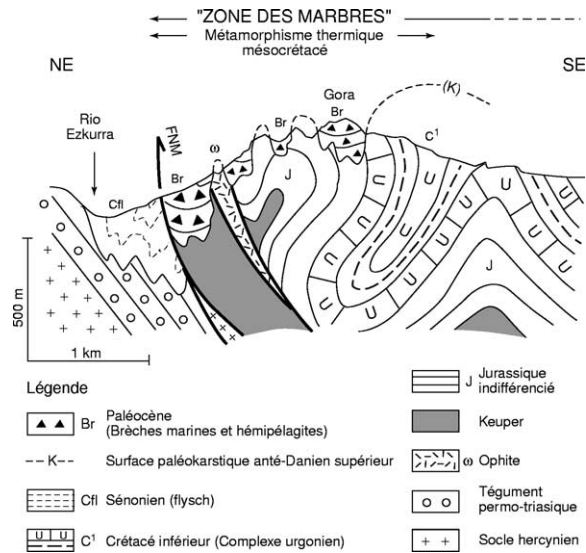 "ZONE DES MARBRES"
Métamorphisme thermique
mésocrétacé
NE
SE
Gora
Br
Br
(K)
C¹
Rio
Ezkurra
FNM
ω
Br
Cfl
J
J
U
U
U
U
U
U
U
U
U
U
500 m
1 km
Légende
Br Paléocène
(Brèches marines et hémipélagites)
--K-- Surface paléokarstique anté-Danien supérieur
Cfl Sénonien (flysch)
U U C¹ Crétacé inférieur (Complexe urgonien)
J Jurassique
indifférencié
Keuper
ω Ophite
Tégument
permo-triasique
Socle hercynien